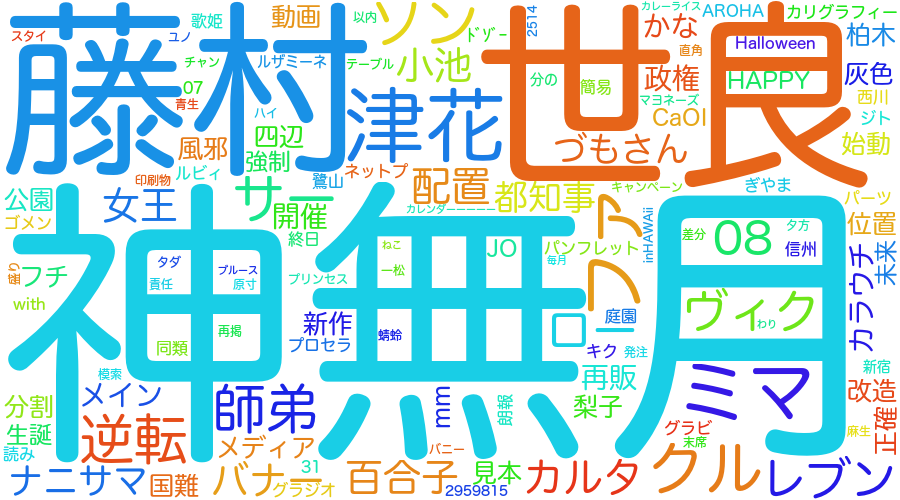 スタイ
歌姫
動画
以内
ソン
2514
カレーライス
AROHA
カリグラフィー
藤村
世良
かな
Halloween
柏木
ユノ
ルザミーネ
ドリー
チャン
テーブル
小池
分の
簡易
政権
直角
HAPPY
灰色
07
青生
ハイ
津花
マヨネーズ
CaOI
西川
ジト
風邪
四辺
づもさん
始動
強制
ルビィ
ネットプ
鷺山
印刷物
サー
配置
都知事
キャンペーン
ぎやま
パーツ
公園
女王
開催
カレンダーーーーー
位置
ゴメン
終日
神無月
ロー
ファ
inHAWAii
差分
08
夕方
信州
JO
パンフレット
毎月
未来
カラウチ
フチ
タダ
責任
ブルース
原寸
プリンセス
ねこ
一松
ヴィク
わり
with
新作
再掲
蜻蛉
庭園
プロセラ
同類
キク
発注
模索
再販
新宿
メイン
ミマ
改造
分割
師弟
mm
朗報
梨子
正確
生誕
逆転
グラビ
末席
麻生
読み
メディア
バニー
クル
レブン
31
ナニサマ
国難
バナー
グラジオ
百合子
見本
2959815
カルタ